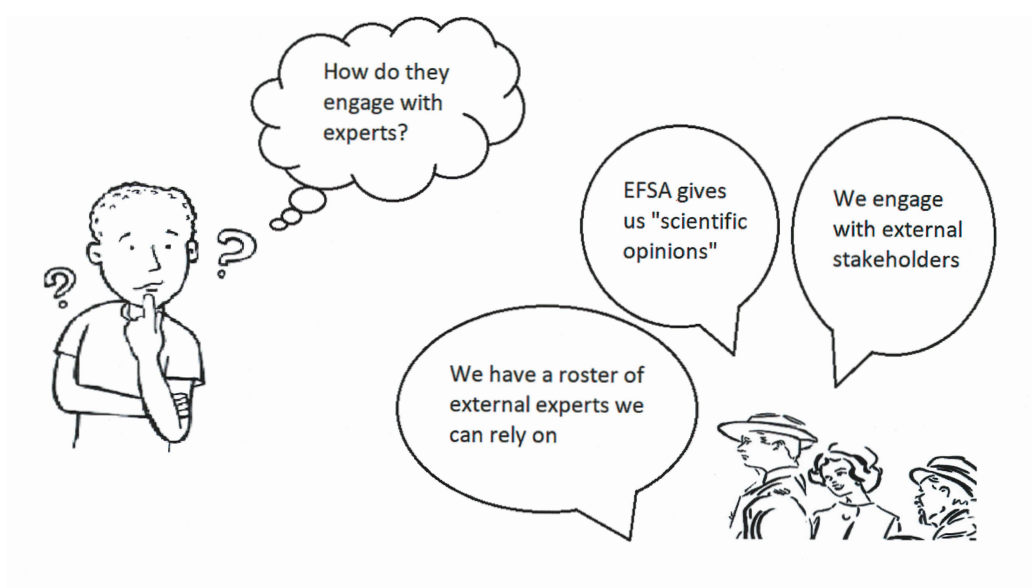 How do they
engage with
experts?
EFSA gives
us "scientific
opinions"
We engage
with external
stakeholders
We have a roster of
external experts we
can rely on